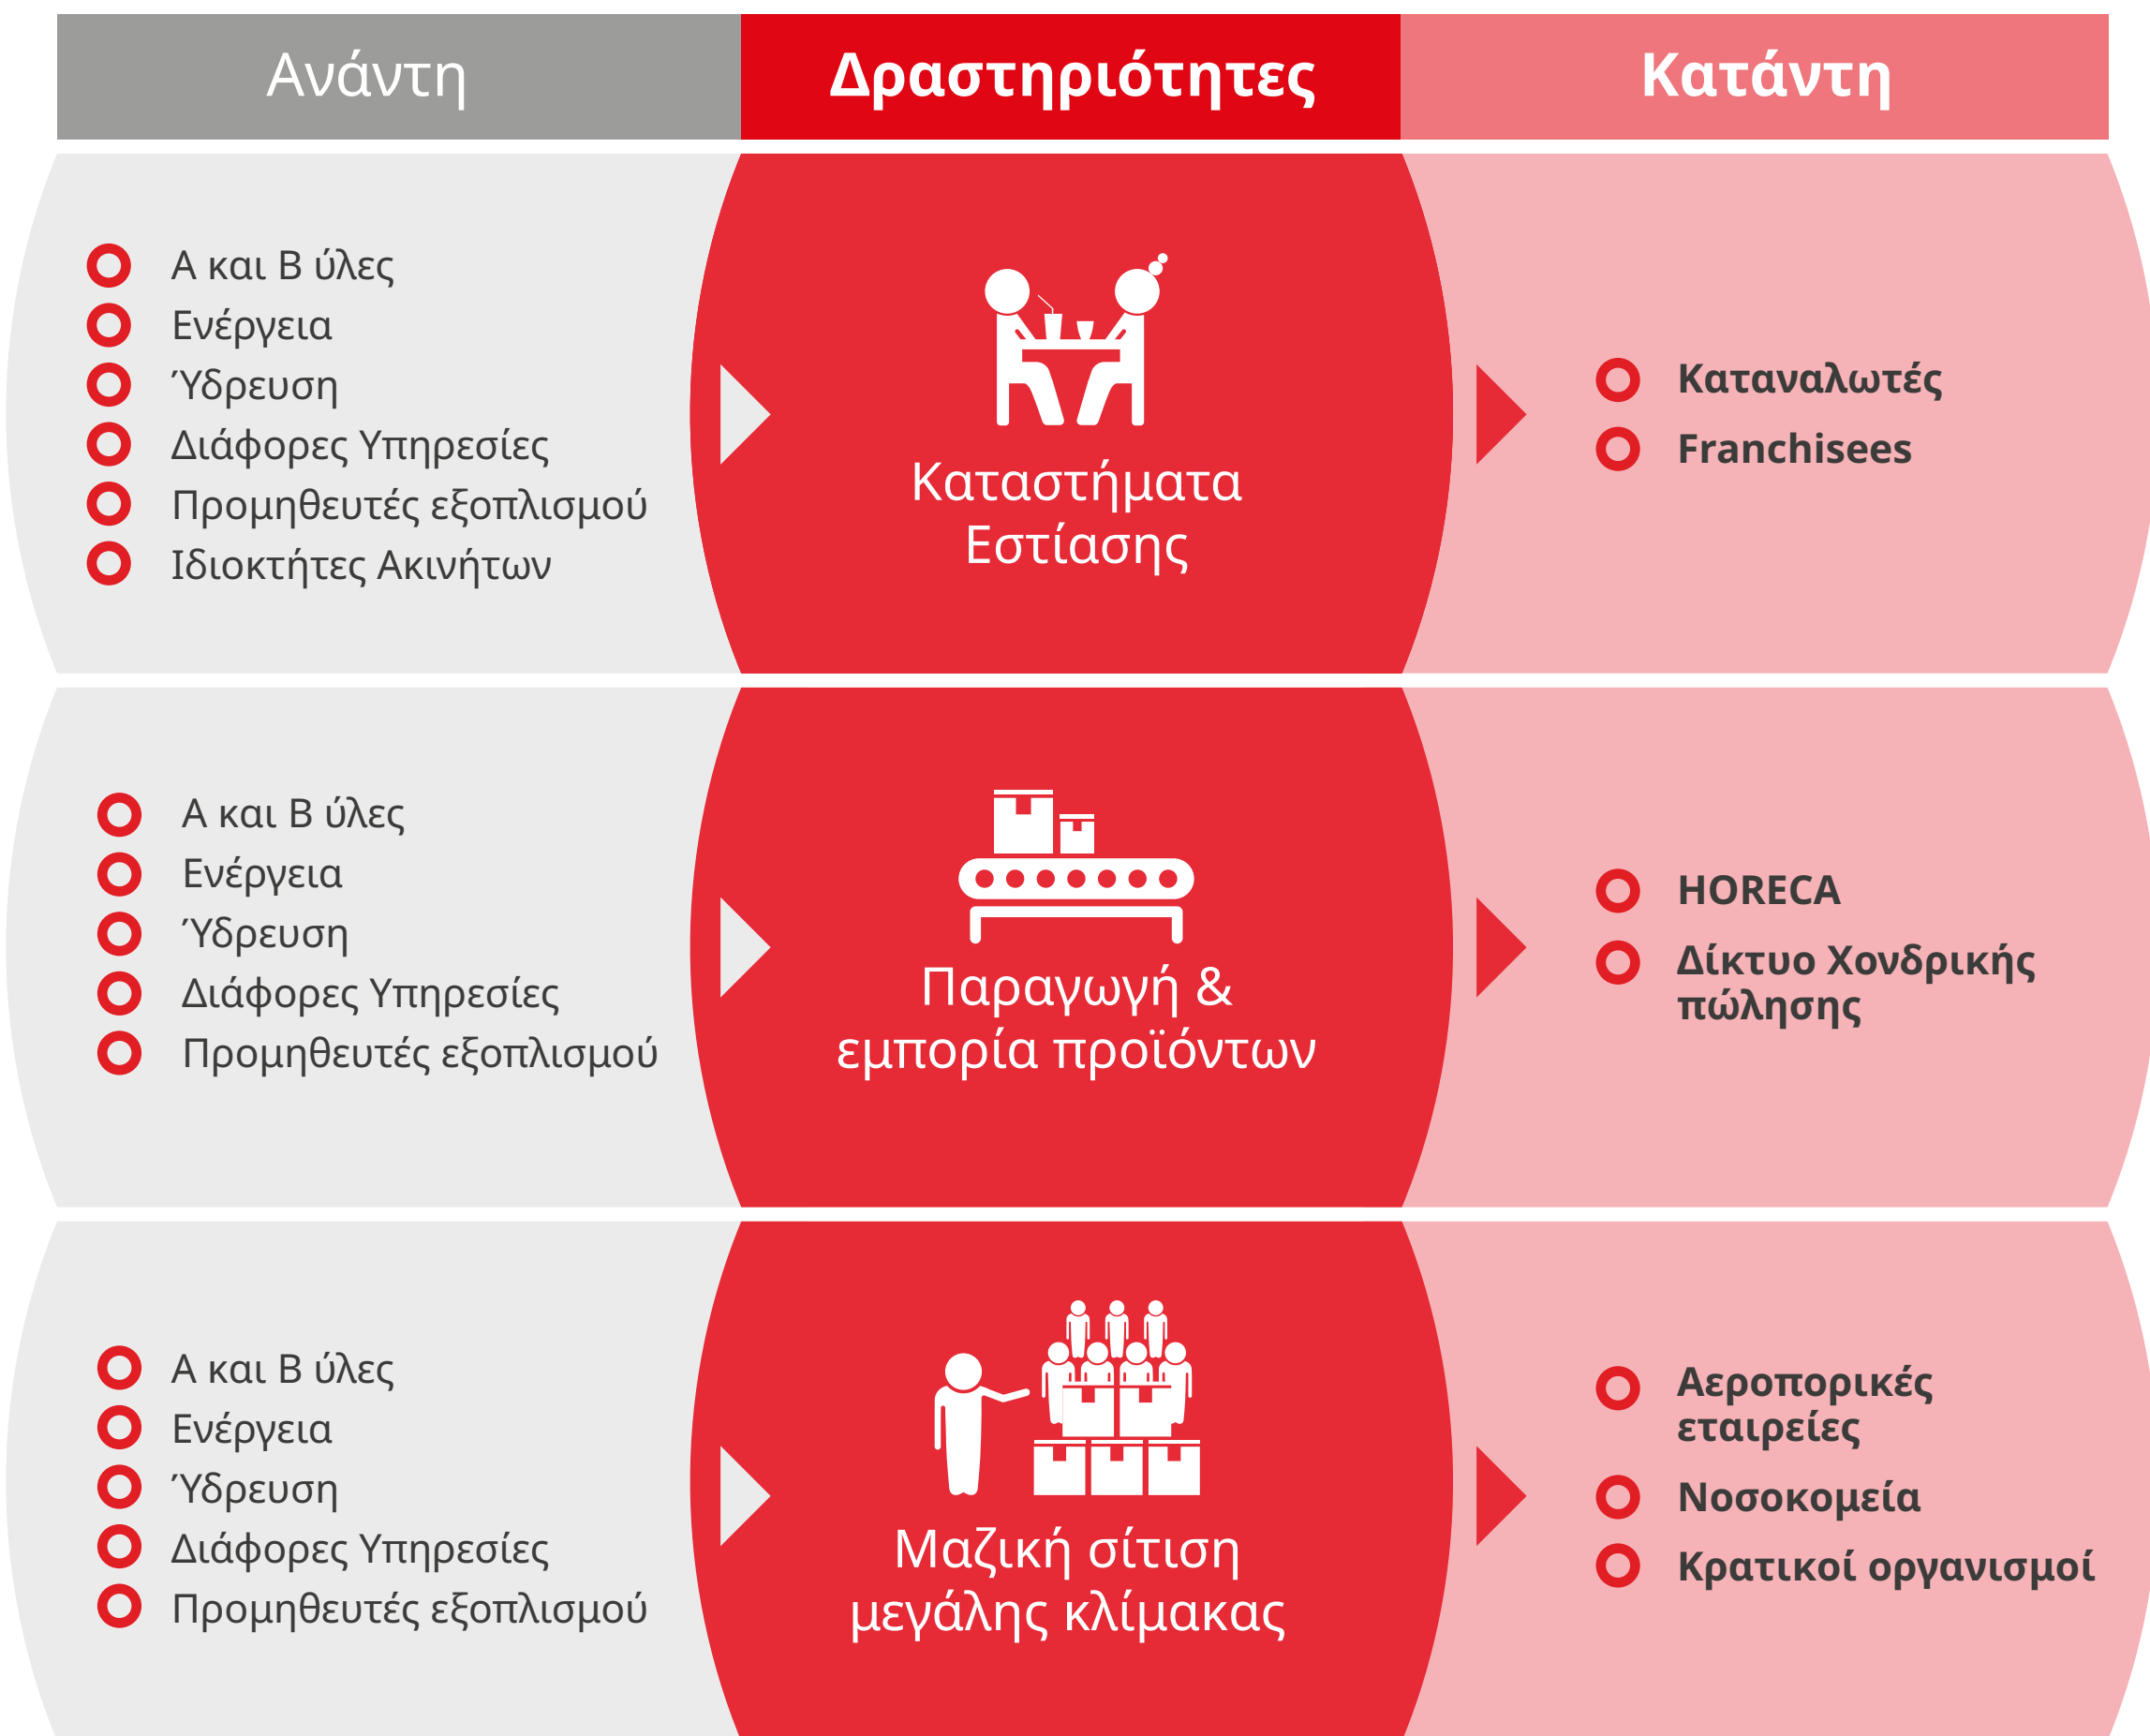 Ανάντη
Δραστηριότητες
Κατάντη
Α και Β ύλες
Ενέργεια
Ύδρευση
Διάφορες Υπηρεσίες
Προμηθευτές εξοπλισμού
Ιδιοκτήτες Ακινήτων
Καταστήματα
Εστίασης
Καταναλωτές
Franchisees
Α και Β ύλες
Ενέργεια
Ύδρευση
Διάφορες Υπηρεσίες
Προμηθευτές εξοπλισμού
Παραγωγή &
εμπορία προϊόντων
HORECA
Δίκτυο Χονδρικής
πώλησης
Α και Β ύλες
Ενέργεια
Ύδρευση
Διάφορες Υπηρεσίες
Προμηθευτές εξοπλισμού
Μαζική σίτιση
μεγάλης κλίμακας
Αεροπορικές
εταιρείες
Νοσοκομεία
Κρατικοί οργανισμοί